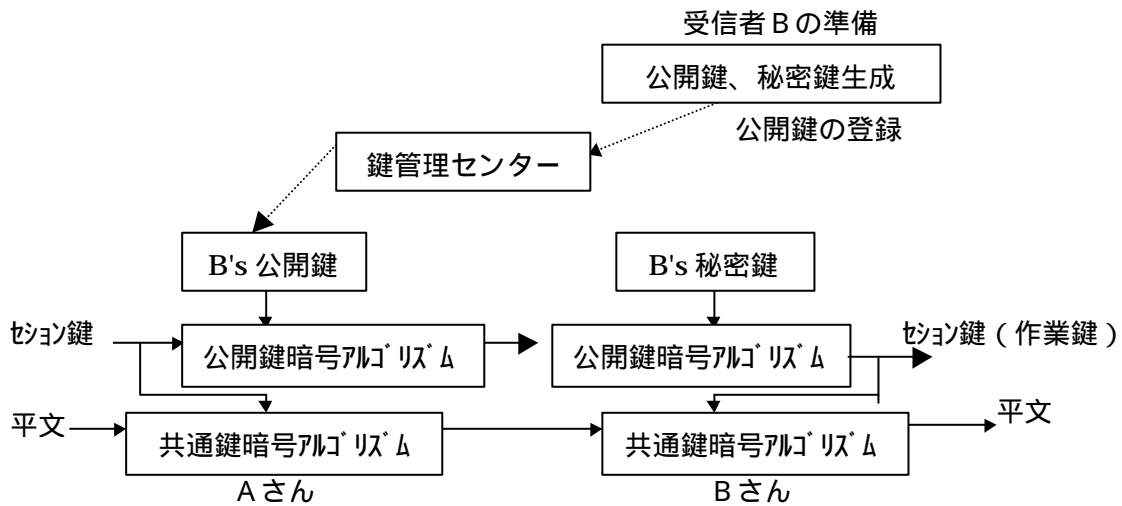 受信者Ｂの準備
公開鍵、秘密鍵生成
公開鍵の登録
鍵管理センター
B's 公開鍵
B's 秘密鍵
ｾｼｮﾝ鍵
公開鍵暗号ｱﾙｺﾞﾘｽﾞﾑ
公開鍵暗号ｱﾙｺﾞﾘｽﾞﾑ
ｾｼｮﾝ鍵（作業鍵）
平文
共通鍵暗号ｱﾙｺﾞﾘｽﾞﾑ
共通鍵暗号ｱﾙｺﾞﾘｽﾞﾑ
平文
Ａさん
Ｂさん